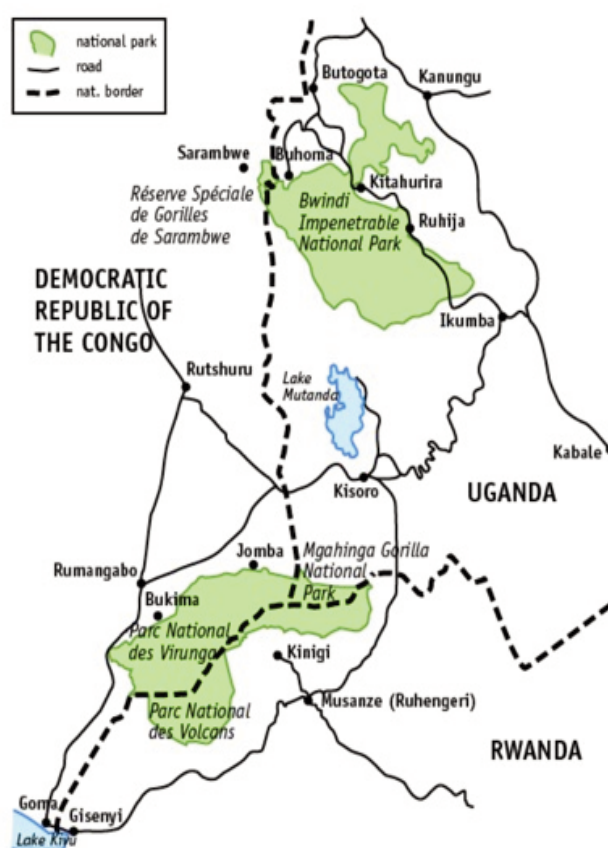 national park
road
nat. border
Butogota
Kanungu
Sarambwe
Buhoma
Kitahurira
Réserve Spéciale
de Gorilles
de Sarambwe
Bwindi
Impenetrable
National Park
Ruhija
DEMOCRATIC
REPUBLIC OF
THE CONGO
Ikumba
Rutshuru
Lake
Mutanda
Kabale
Kisoro
UGANDA
Jomba
Mgahinga Gorilla
National
Park
Rumangabo
Bukima
Parc National
des Virunga
Kinigi
Musanze (Ruhengeri)
Parc National
des Volcans
RWANDA
Goma
Gisenyi
Lake Kivu